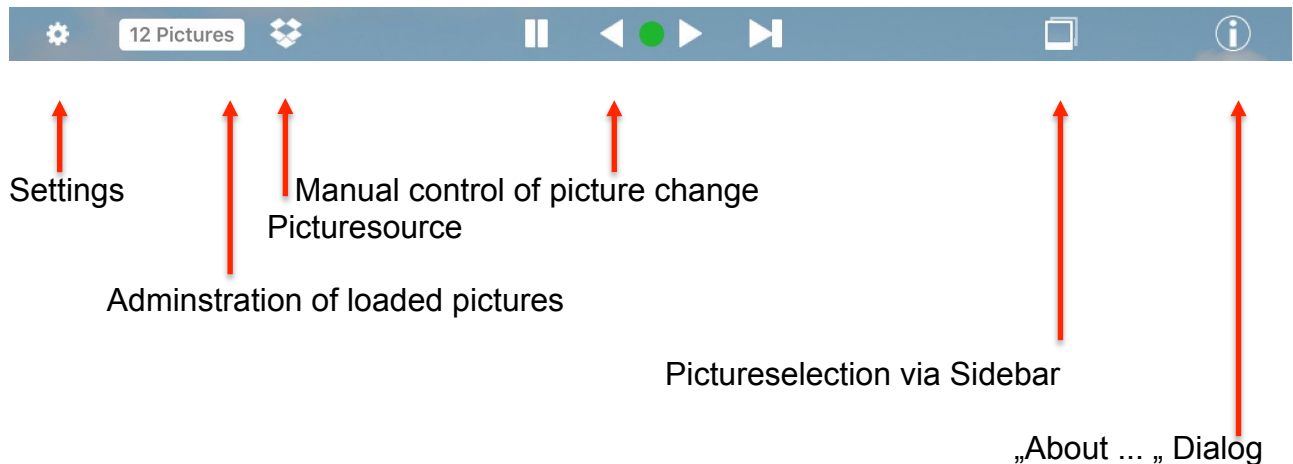 12 Pictures
Settings
Manual control of picture change
Picturesource
Adminstration of loaded pictures
Pictureselection via Sidebar
„About ... „ Dialog